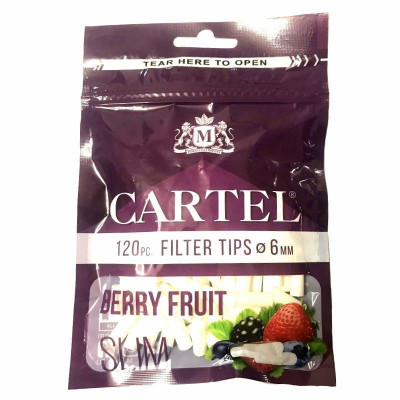 TEAR HERE TO OPEN
M
CARTEL®
120PC. FILTER TIPS Ø 6MM
BERRY FRUIT
SLIM